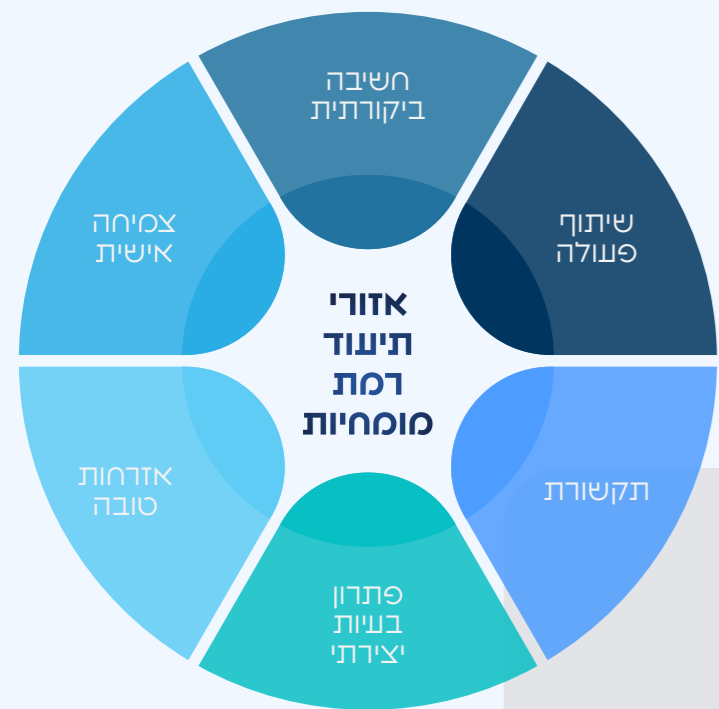 חשיבה
ביקורתית
שיתוף
פעולה
תקשורת
פתרון
בעיות
יצירתי
אזרחות
טובה
צמיחה
אישית
אזורי
תיעוד
רמת
מומחיות